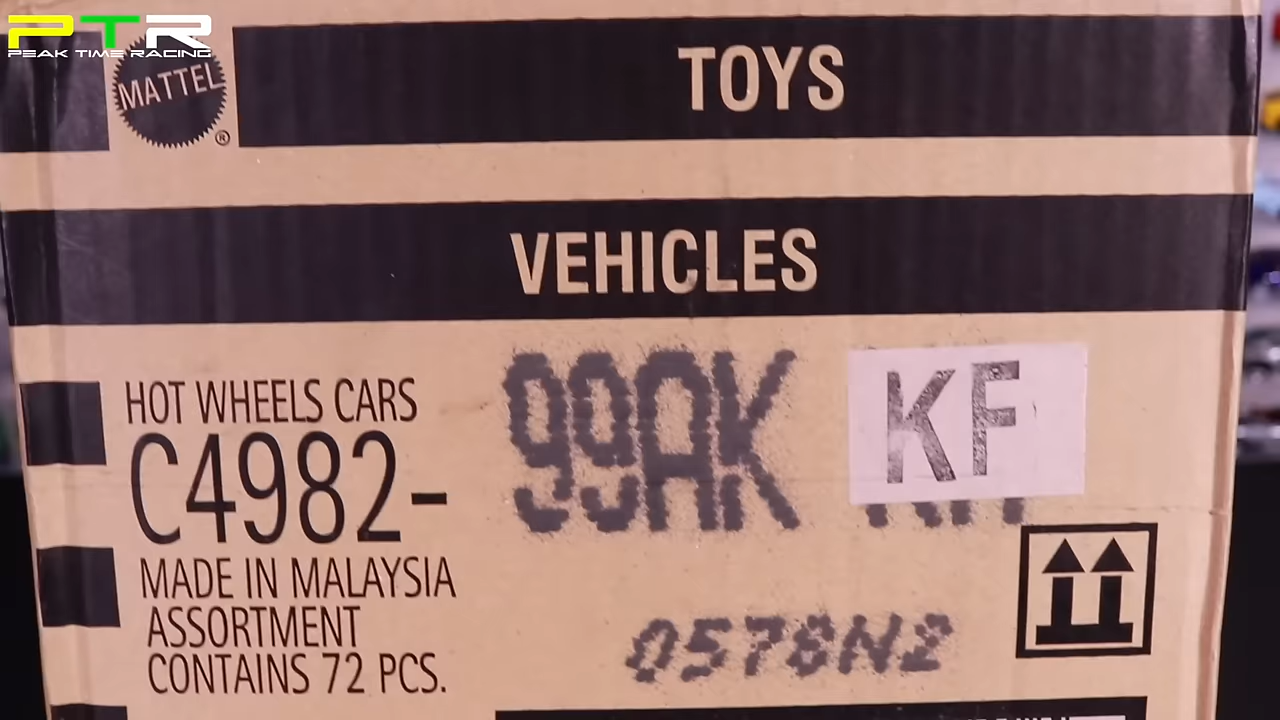 PTR
PEAK TIME RACING
MATTEL
®
TOYS
VEHICLES
99AK
KF
HOT WHEELS CARS
C4982-
MADE IN MALAYSIA
ASSORTMENT
CONTAINS 72 PCS.
0578N2